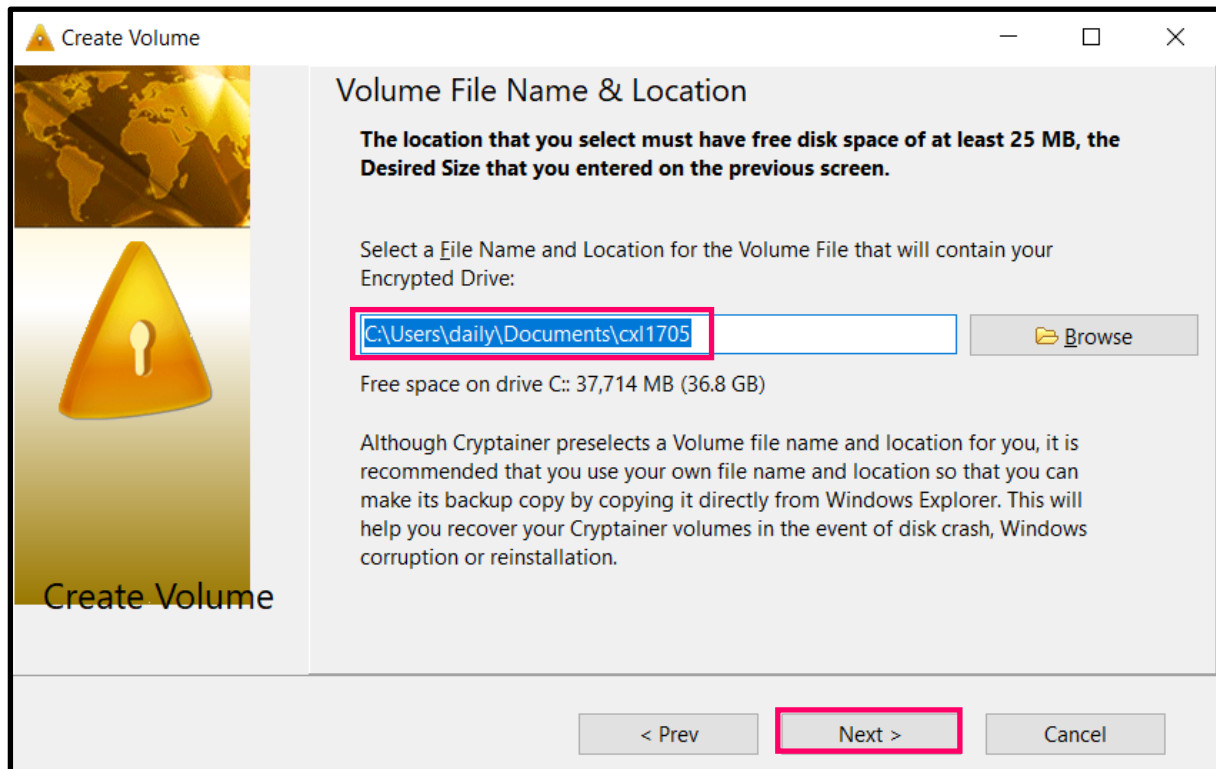 Create Volume
Volume File Name & Location
The location that you select must have free disk space of at least 25 MB, the
Desired Size that you entered on the previous screen.
Select a File Name and Location for the Volume File that will contain your
Encrypted Drive:
C:\Users\daily\Documents\cxl1705
Browse
Free space on drive C:: 37,714 MB (36.8 GB)
Although Cryptainer preselects a Volume file name and location for you, it is
recommended that you use your own file name and location so that you can
make its backup copy by copying it directly from Windows Explorer. This will
help you recover your Cryptainer volumes in the event of disk crash, Windows
corruption or reinstallation.
Create Volume
< Prev
Next >
Cancel